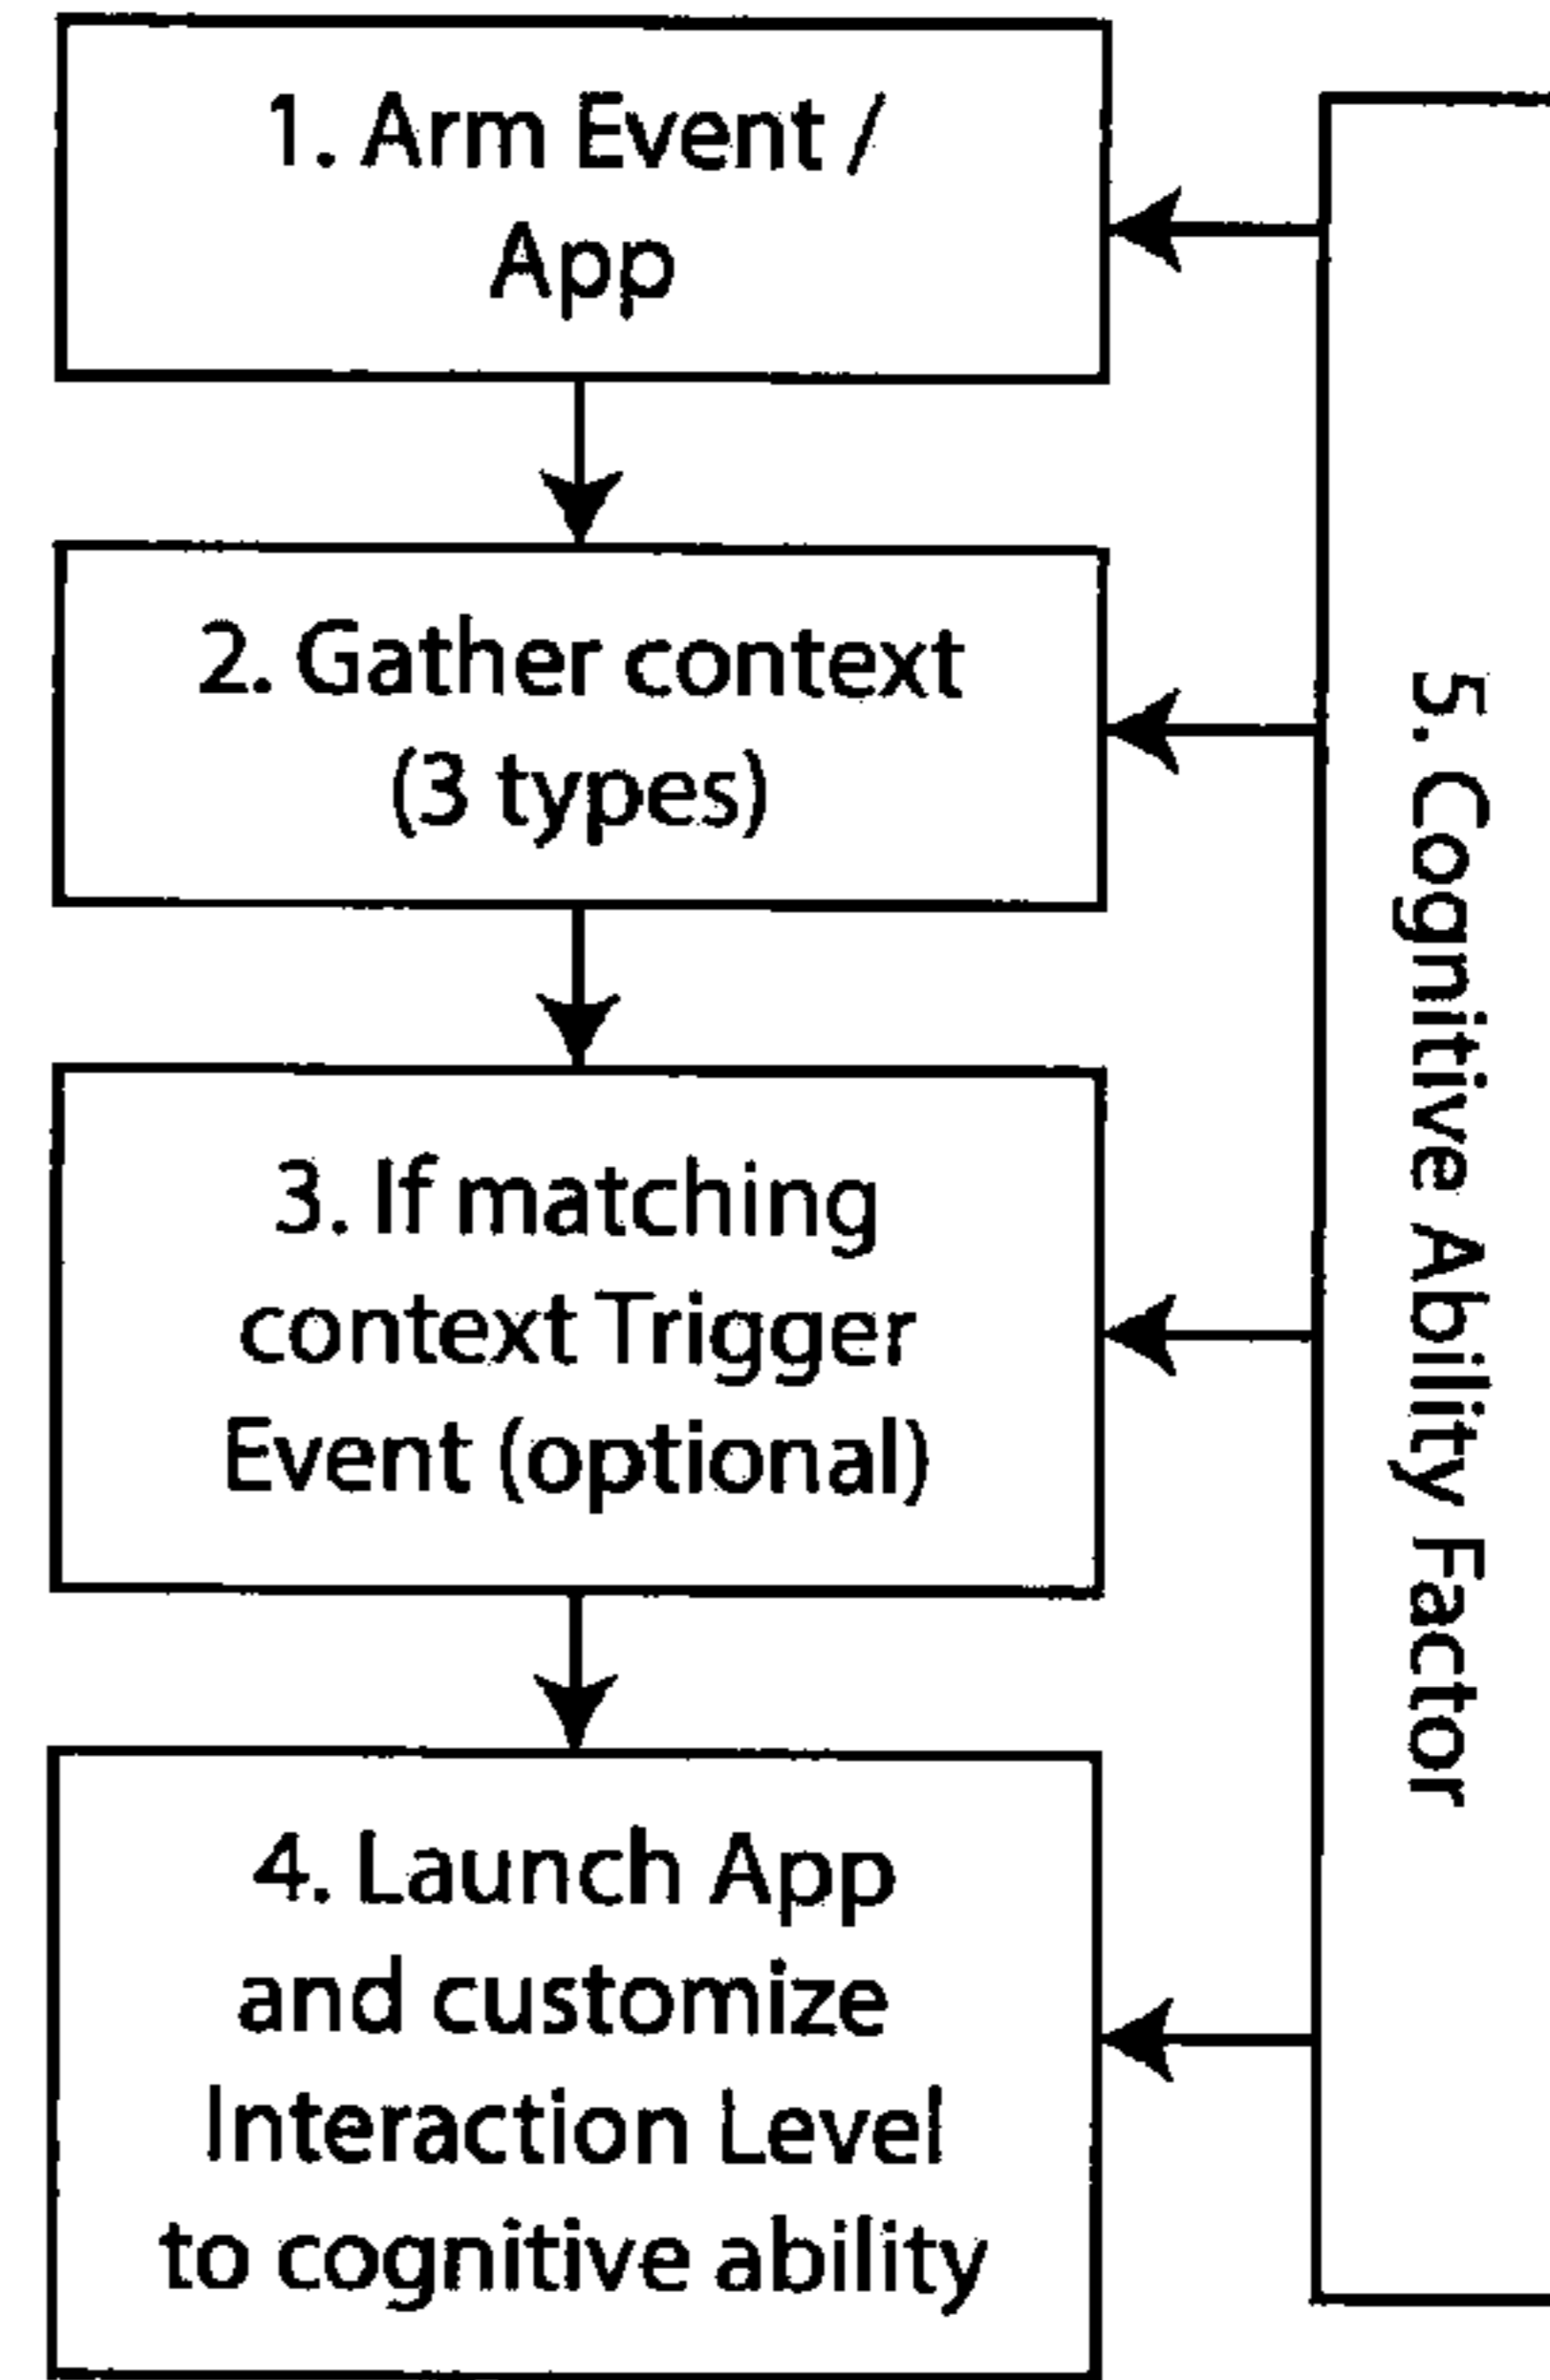 1. Arm Event /
App
2. Gather context
(3 types)
3. If matching
context Trigger
Event (optional)
4. Launch App
and customize
Interaction Level
to cognitive ability
5. Cognitive Ability Factor